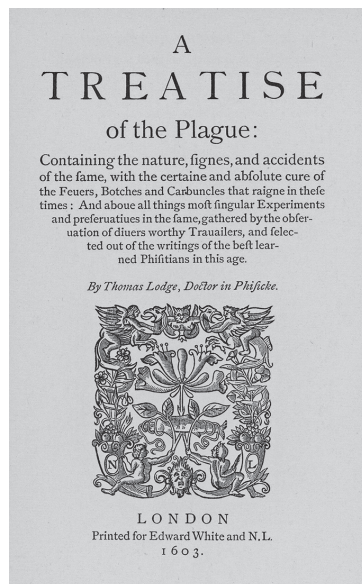 A
TREATISE
of the Plague:
Containing the nature, ſignes, and accidents
of the ſame, with the certaine and abſolute cure of
the Feuers, Botches and Carbuncles that raigne in theſe
times: And aboue all things moſt ſingular Experiments
and preſeruatiues in the ſame, gathered by the obſer-
uation of diuers worthy Trauailers, and ſelec-
ted out of the writings of the beſt lear-
ned Phiſitians in this age.
By Thomas Lodge, Doctor in Phiſicke.
N L
LONDON
Printed for Edward White and N.L.
1603.